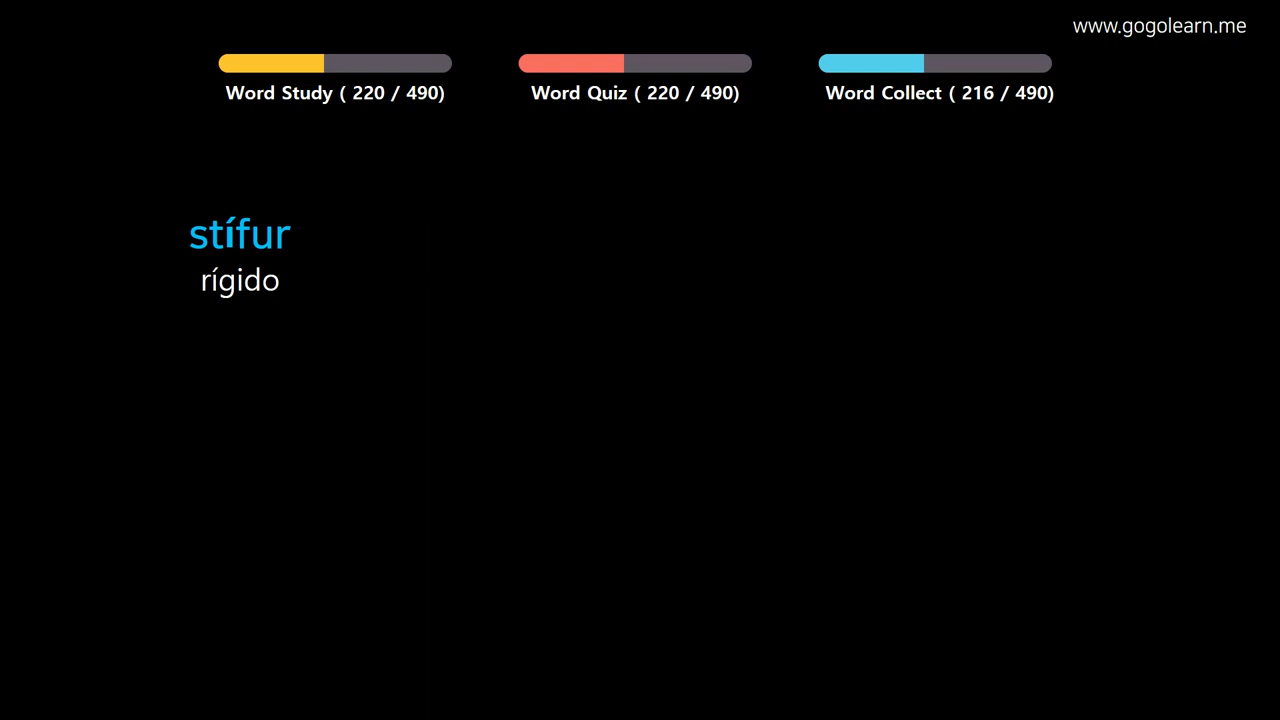 www.gogolearn.me
Word Study ( 220 / 490)
Word Quiz ( 220 / 490)
Word Collect ( 216 / 490)
stífur
rígido